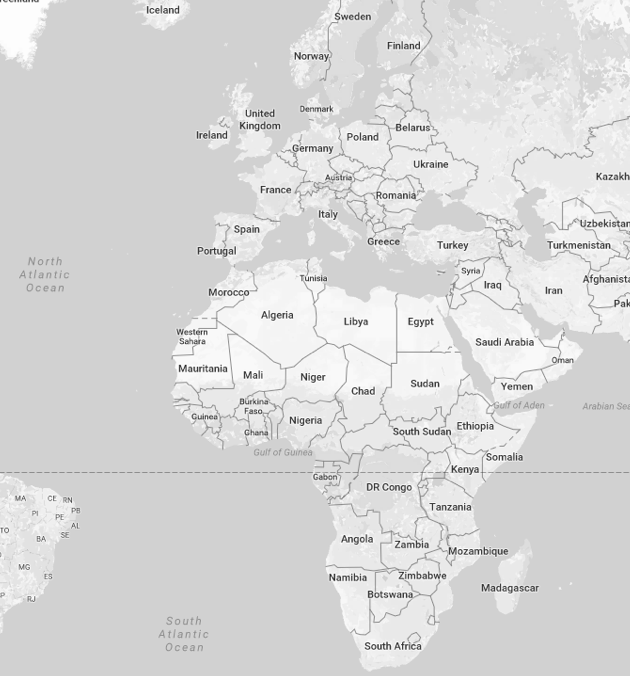 Iceland
Sweden
Finland
Norway
Denmark
United
Kingdom
Ireland
Belarus
Poland
Germany
Ukraine
Austria
France
Romania
Italy
Spain
Greece
Turkey
Portugal
Kazakh
Uzbekistan
Turkmenistan
North
Atlantic
Ocean
Tunisia
Syria
Iraq
Iran
Afghanista
Pak
Morocco
Algeria
Libya
Egypt
Western
Sahara
Saudi Arabia
Oman
Mauritania
Mali
Niger
Chad
Sudan
Yemen
Gulf of Aden
Arabian Sea
Burkina
Faso
Guinea
Ghana
Nigeria
South Sudan
Ethiopia
Gulf of Guinea
Somalia
Gabon
Kenya
DR Congo
Tanzania
MA
CE
RN
PB
PI
PE
AL
TO
SE
BA
Angola
Zambia
Mozambique
MG
ES
Namibia
Zimbabwe
Botswana
Madagascar
RJ
South
Atlantic
Ocean
South Africa